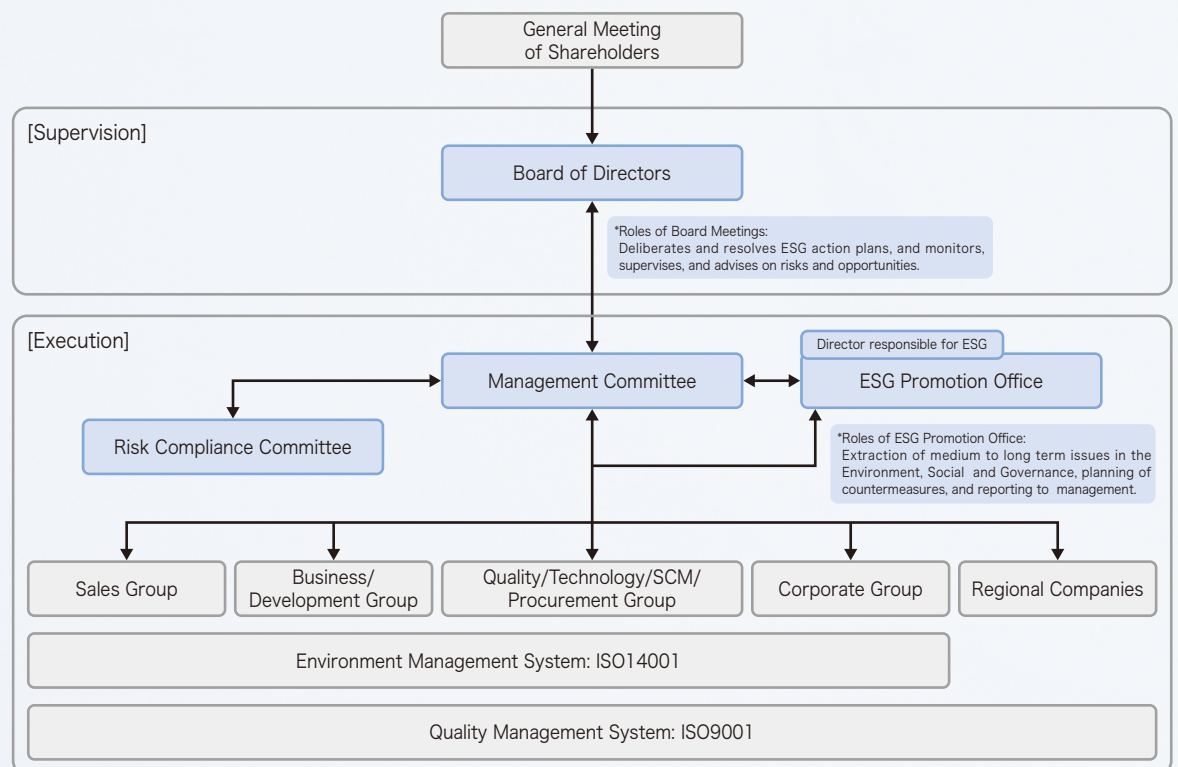 General Meeting
of Shareholders
[Supervision]
Board of Directors
*Roles of Board Meetings:
Deliberates and resolves ESG action plans, and monitors,
supervises, and advises on risks and opportunities.
[Execution]
Director responsible for ESG
Management Committee
ESG Promotion Office
Risk Compliance Committee
*Roles of ESG Promotion Office:
Extraction of medium to long term issues in the
Environment, Social and Governance, planning of
countermeasures, and reporting to management.
Sales Group
Business/
Development Group
Quality/Technology/SCM/
Procurement Group
Corporate Group
Regional Companies
Environment Management System: ISO14001
Quality Management System: ISO9001